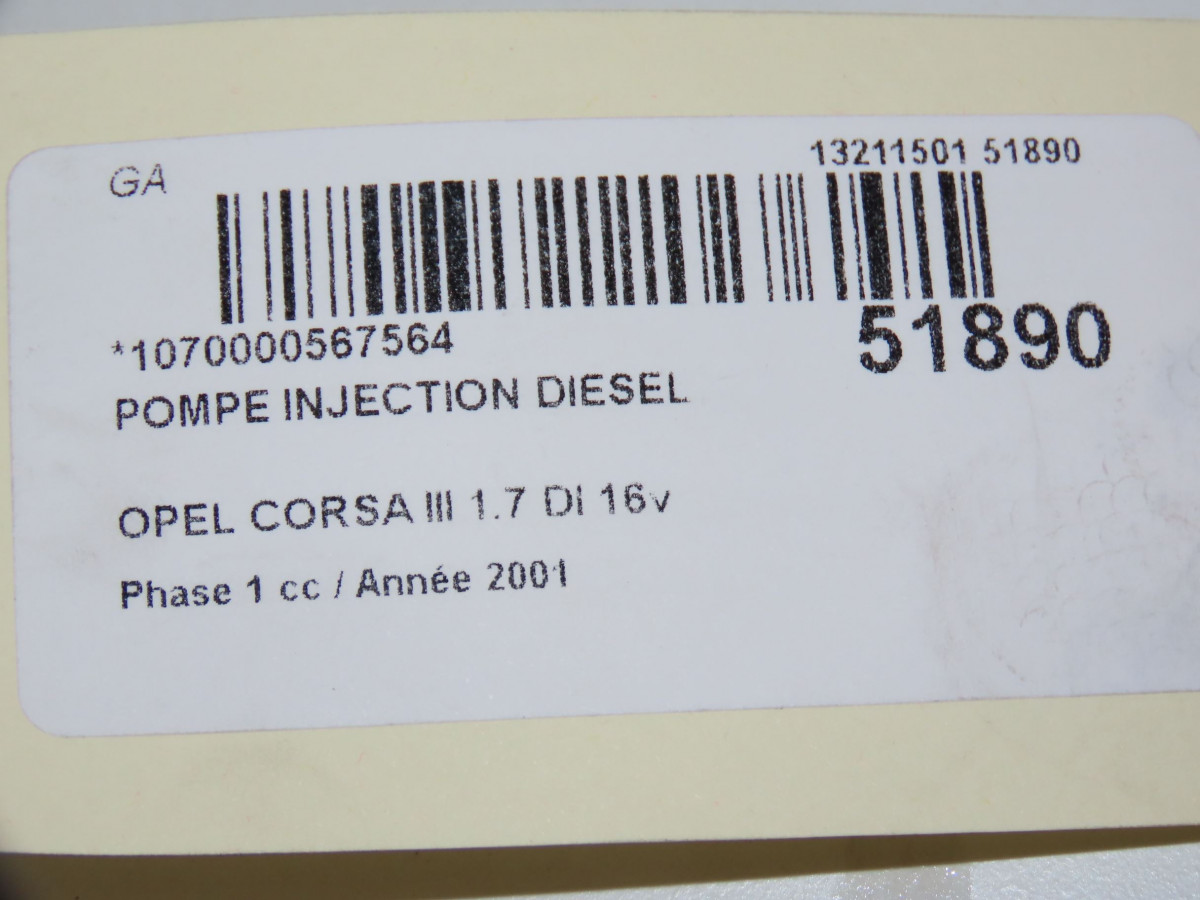 GA
13211501 51890
*1070000567564
51890
POMPE INJECTION DIESEL
OPEL CORSA III 1.7 DI 16v
Phase 1 cc / Année 2001